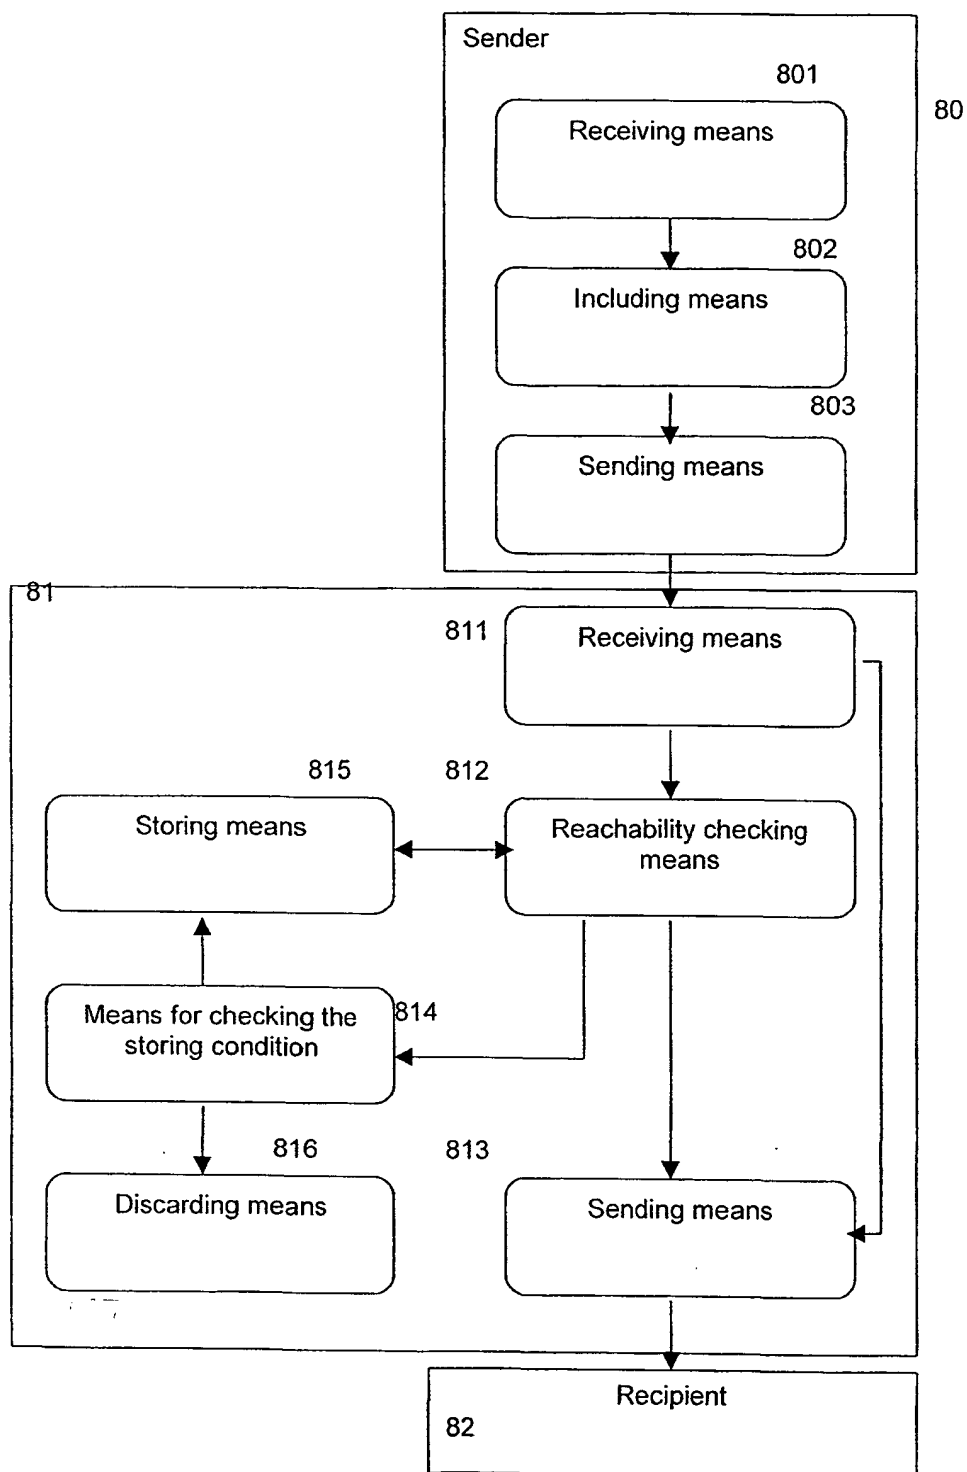 Sender
801
80
Receiving means
802
Including means
803
Sending means
81
811
Receiving means
815
812
Storing means
Reachability checking
means
814
Means for checking the
storing condition
816
813
Discarding means
Sending means
Recipient
82